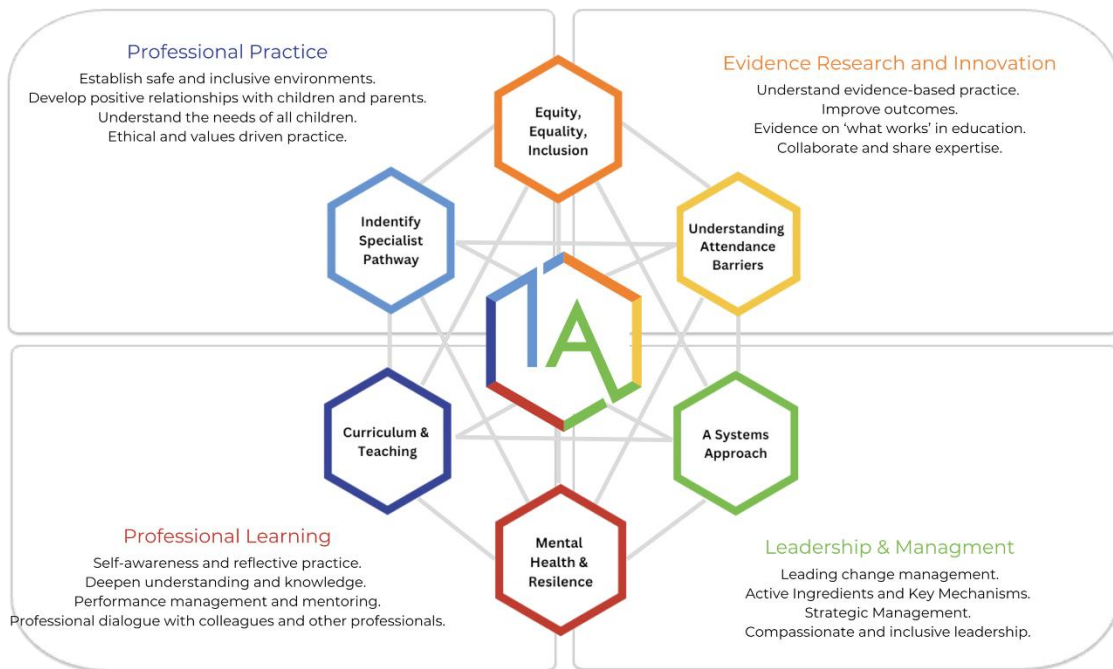 Professional Practice
Establish safe and inclusive environments.
Develop positive relationships with children and parents.
Understand the needs of all children.
Ethical and values driven practice.
Evidence Research and Innovation
Understand evidence-based practice.
Improve outcomes.
Evidence on ‘what works’ in education.
Collaborate and share expertise.
Equity,
Equality,
Inclusion
Indentify
Specialist
Pathway
Understanding
Attendance
Barriers
1A
Curriculum &
Teaching
A Systems
Approach
Mental
Health &
Resilence
Professional Learning
Self-awareness and reflective practice.
Deepen understanding and knowledge.
Performance management and mentoring.
Professional dialogue with colleagues and other professionals.
Leadership & Managment
Leading change management.
Active Ingredients and Key Mechanisms.
Strategic Management.
Compassionate and inclusive leadership.